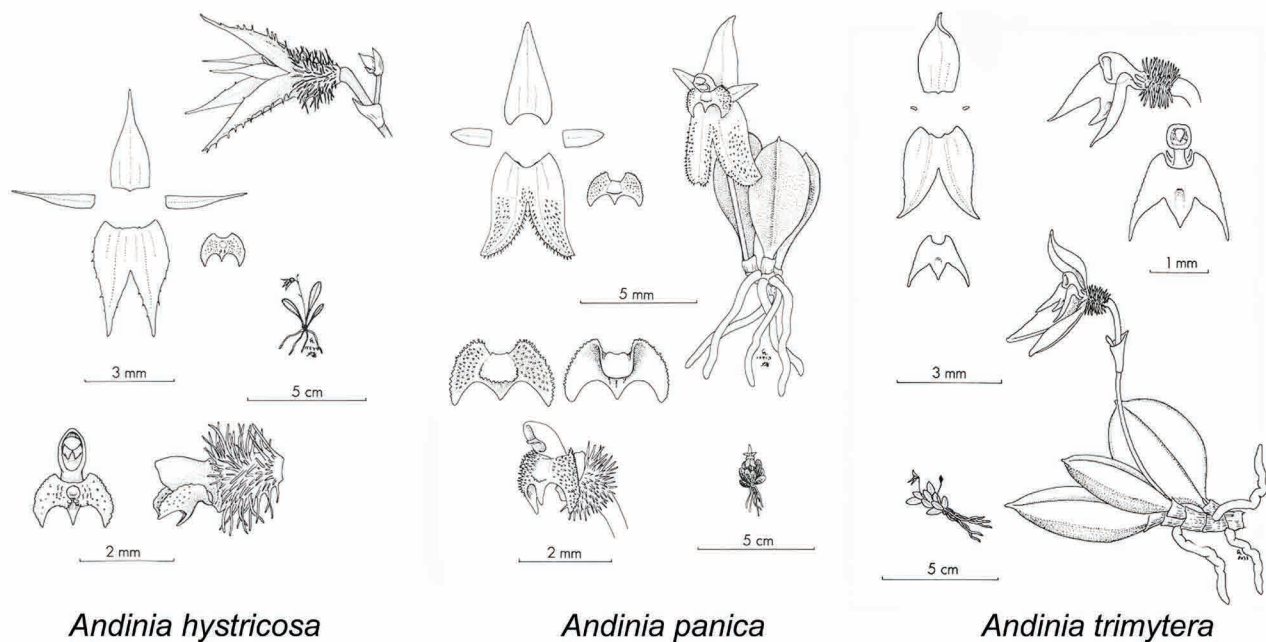 3 mm
5 cm
2 mm
Andinia hystricosa
5 mm
2 mm
5 cm
Andinia panica
1 mm
3 mm
5 cm
Andinia trimytera